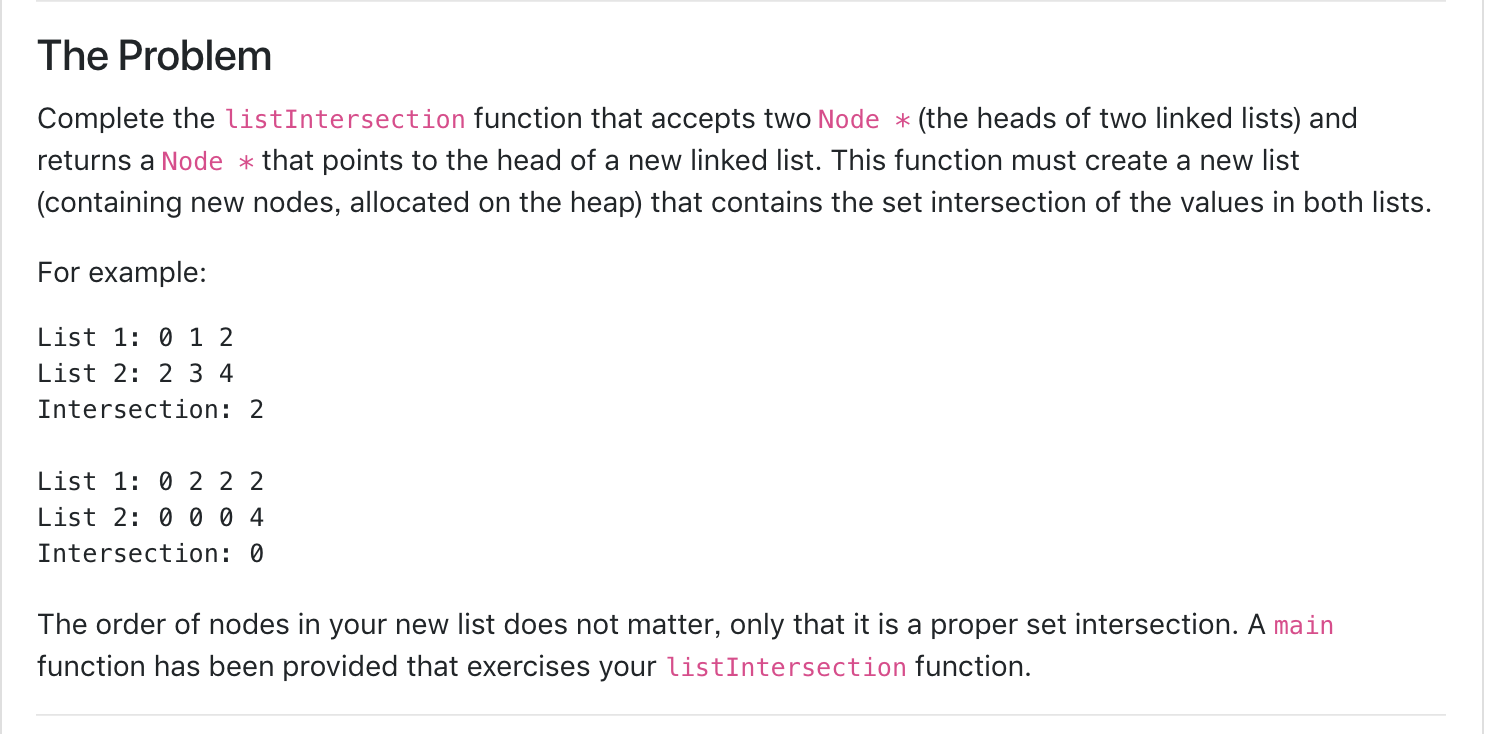 The Problem
Complete the listIntersection function that accepts two Node * (the heads of two linked lists) and
returns a Node * that points to the head of a new linked list. This function must create a new list
(containing new nodes, allocated on the heap) that contains the set intersection of the values in both lists.
For example:
List 1: 0 1 2
List 2: 2 3 4
Intersection: 2
List 1: 0 2 2 2
List 2: 0 0 0 4
Intersection: 0
The order of nodes in your new list does not matter, only that it is a proper set intersection. A main
function has been provided that exercises your listIntersection function.